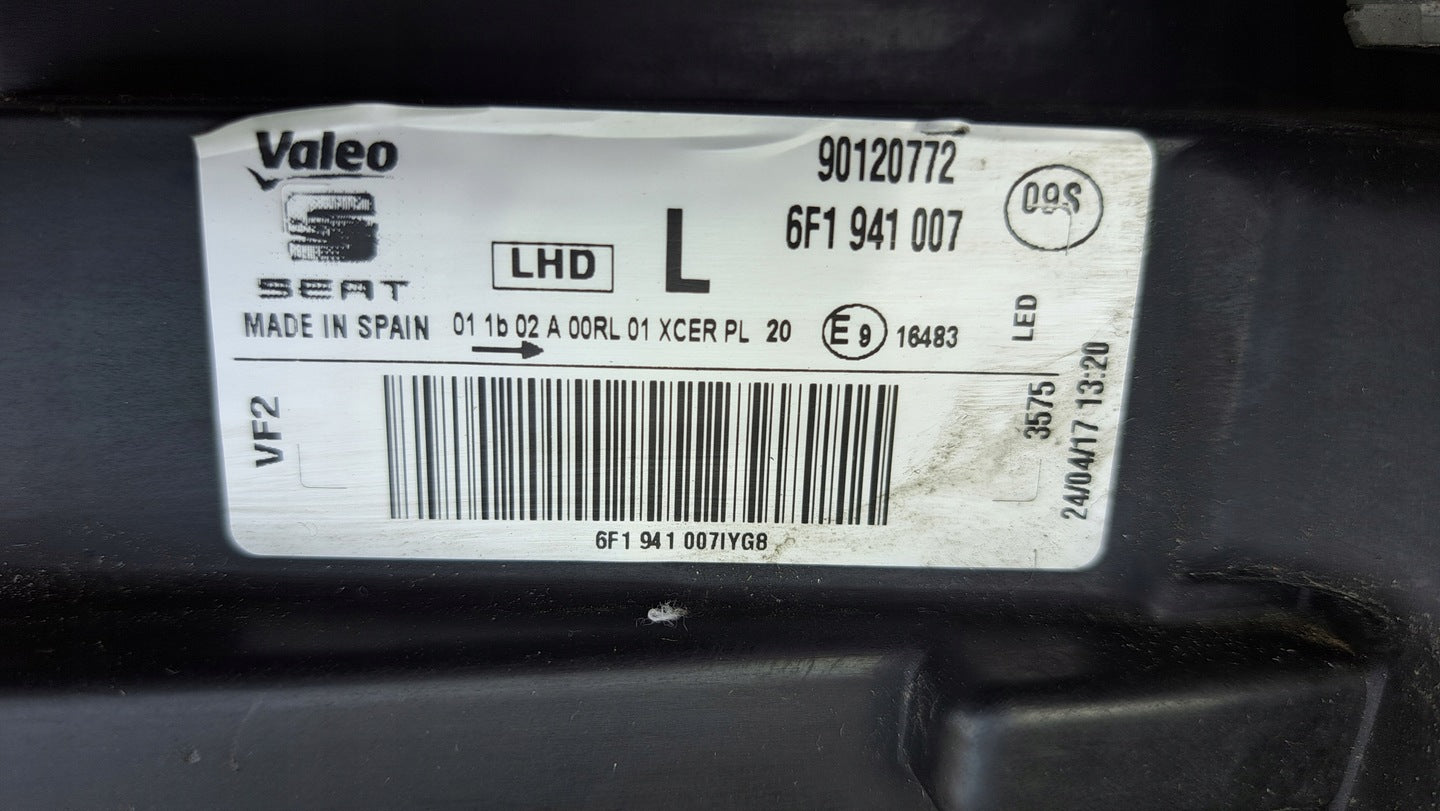 Valeo
90120772
09S
SEAT
LHD
L
6F1 941 007
MADE IN SPAIN 01 1b 02 A 00RL 01 XCER PL 20 E 9 16483
LED
VF2
3575
24/04/17 13:20
6F1 941 007IYG8